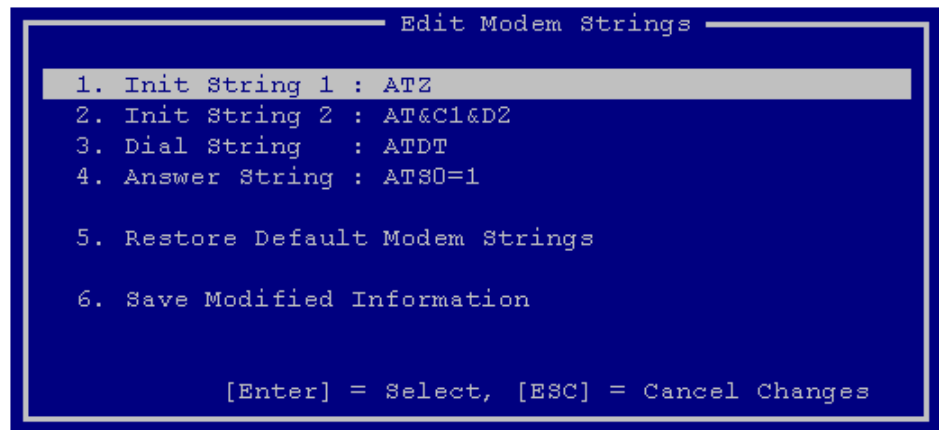 Edit Modem Strings
1. Init String 1 : ATZ
2. Init String 2 : AT&C1&D2
3. Dial String   : ATDT
4. Answer String : ATS0=1
5. Restore Default Modem Strings
6. Save Modified Information
[Enter] = Select, [ESC] = Cancel Changes